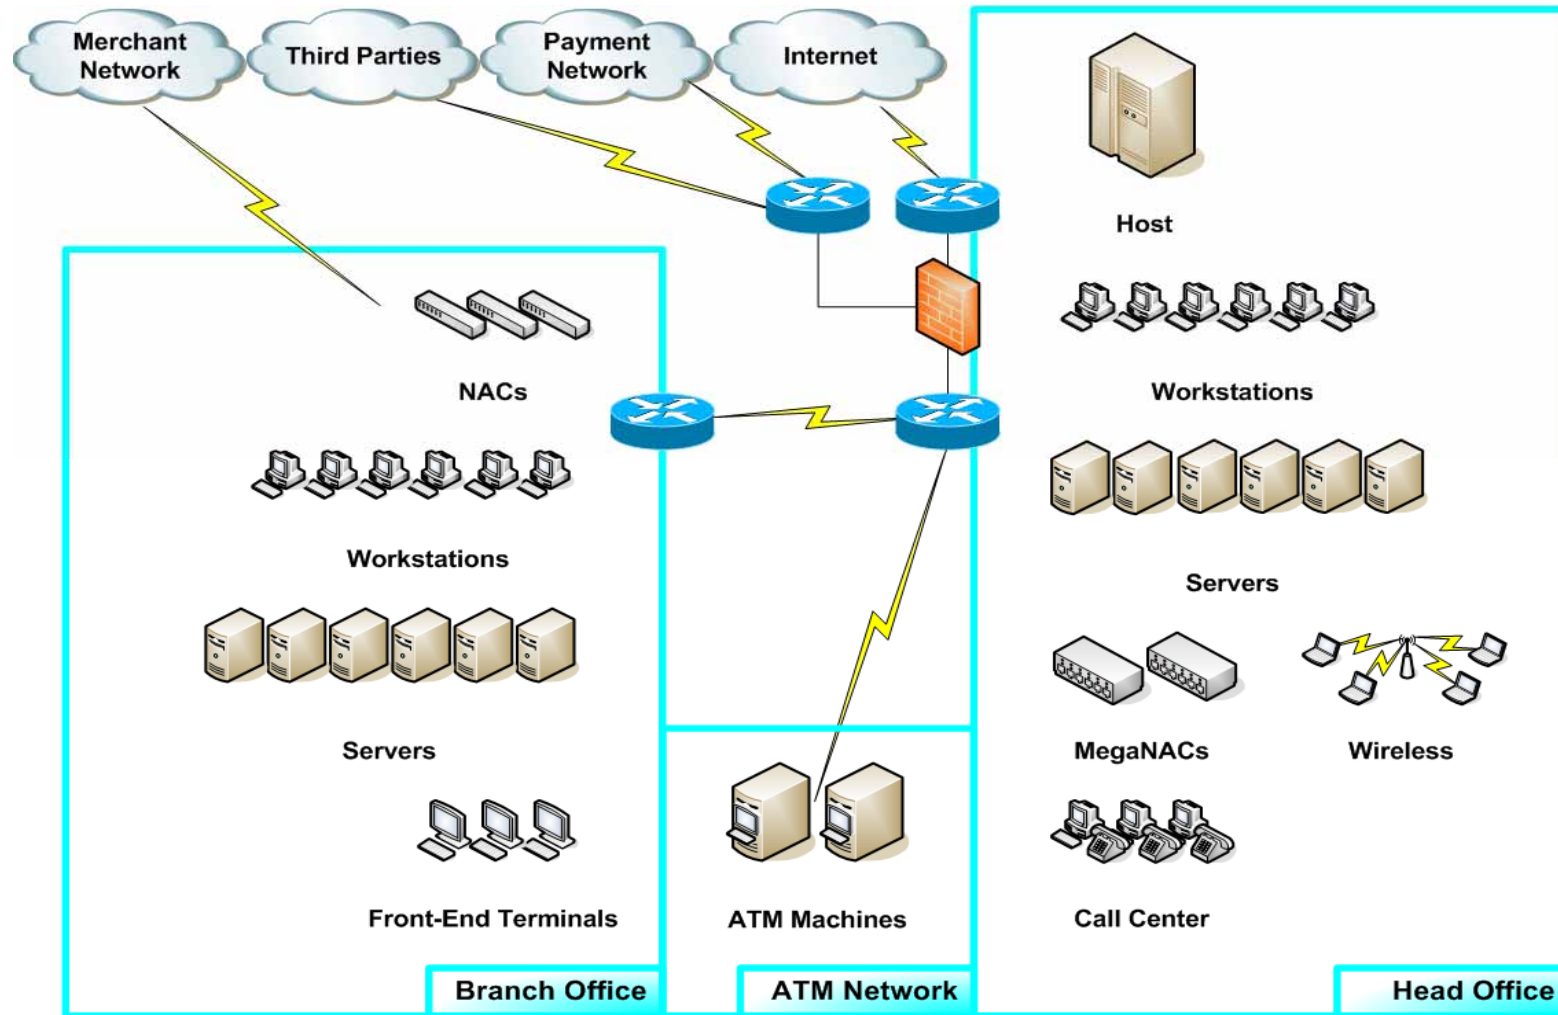 Merchant
Network
Third Parties
Payment
Network
Internet
Host
NACs
Workstations
Workstations
Servers
Servers
MegaNACs
Wireless
Front-End Terminals
ATM Machines
Call Center
Branch Office
ATM Network
Head Office